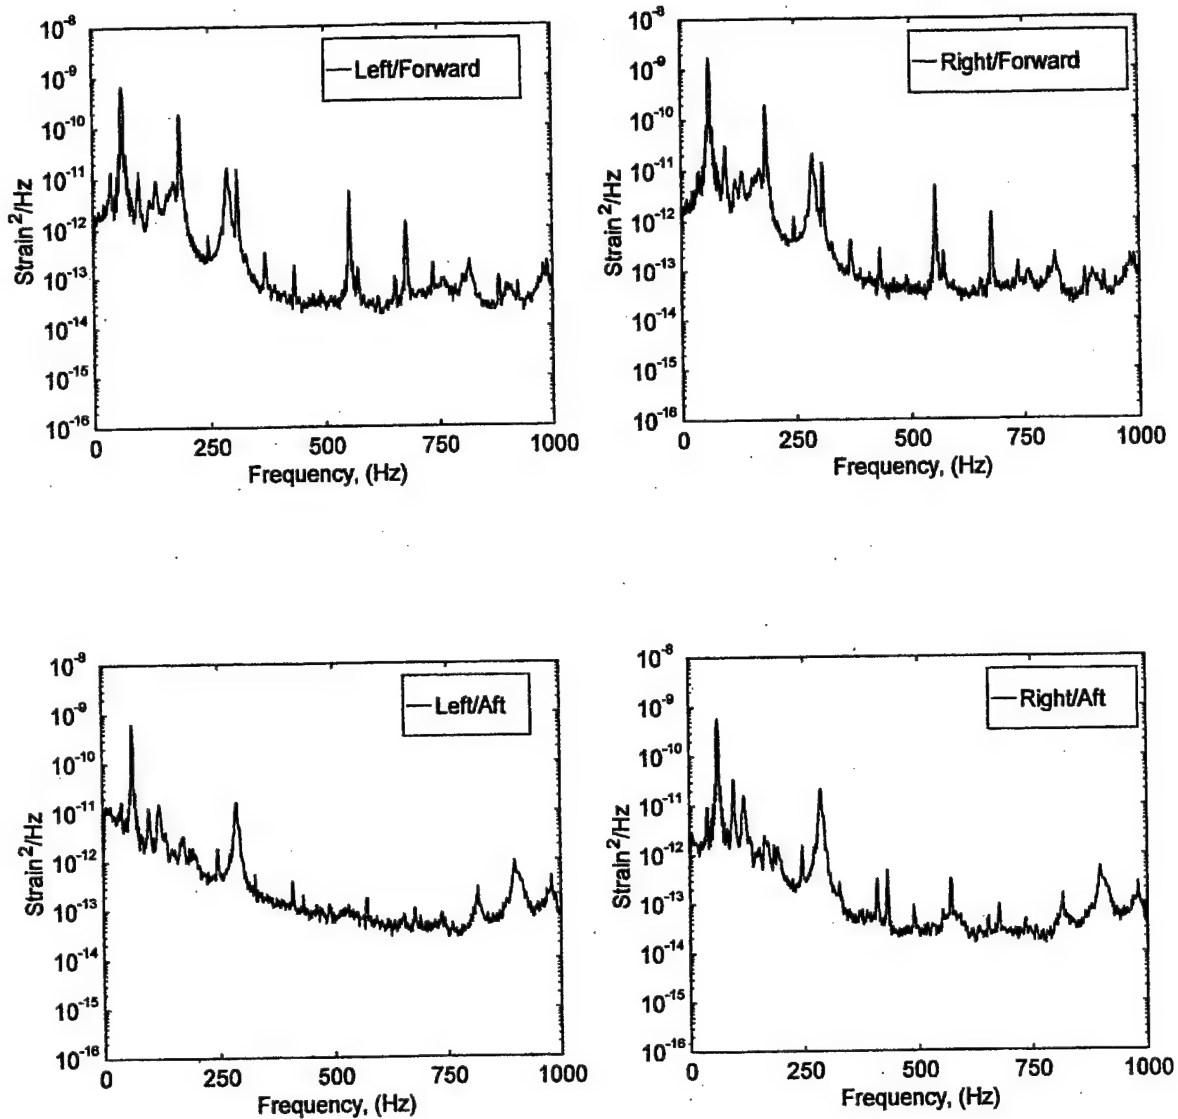 Left/Forward
Strain²/Hz
10⁻⁸
10⁻⁹
10⁻¹⁰
10⁻¹¹
10⁻¹²
10⁻¹³
10⁻¹⁴
10⁻¹⁵
10⁻¹⁶
0 250 500 750 1000
Frequency, (Hz)
Right/Forward
Strain²/Hz
10⁻⁸
10⁻⁹
10⁻¹⁰
10⁻¹¹
10⁻¹²
10⁻¹³
10⁻¹⁴
10⁻¹⁵
10⁻¹⁶
0 250 500 750 1000
Frequency, (Hz)
Left/Aft
Strain²/Hz
10⁻⁸
10⁻⁹
10⁻¹⁰
10⁻¹¹
10⁻¹²
10⁻¹³
10⁻¹⁴
10⁻¹⁵
10⁻¹⁶
0 250 500 750 1000
Frequency, (Hz)
Right/Aft
Strain²/Hz
10⁻⁸
10⁻⁹
10⁻¹⁰
10⁻¹¹
10⁻¹²
10⁻¹³
10⁻¹⁴
10⁻¹⁵
10⁻¹⁶
0 250 500 750 1000
Frequency, (Hz)